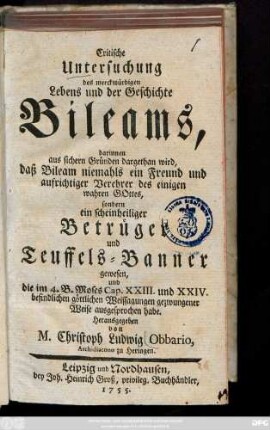 Critische
Untersuchung
des merckwürdigen
Lebens und der Geschichte
Bileams,
darinnen
aus sichern Gründen dargethan wird,
daß Bileam niemahls ein Freund und
aufrichtiger Verehrer des einigen
wahren GOttes,
sondern
ein scheinheiliger
Betrüger
und
Teuffels-Banner
gewesen,
und
die im 4. B. Moses Cap. XXIII. und XXIV.
befindlichen göttlichen Weissagungen gezwungener
Weise ausgesprochen habe.
Herausgegeben
von
M. Christoph Ludwig Obbario,
Archidiacono zu Heringen.
Leipzig und Nordhausen,
bey Joh. Heinrich Groß, privileg. Buchhändler,
1755.